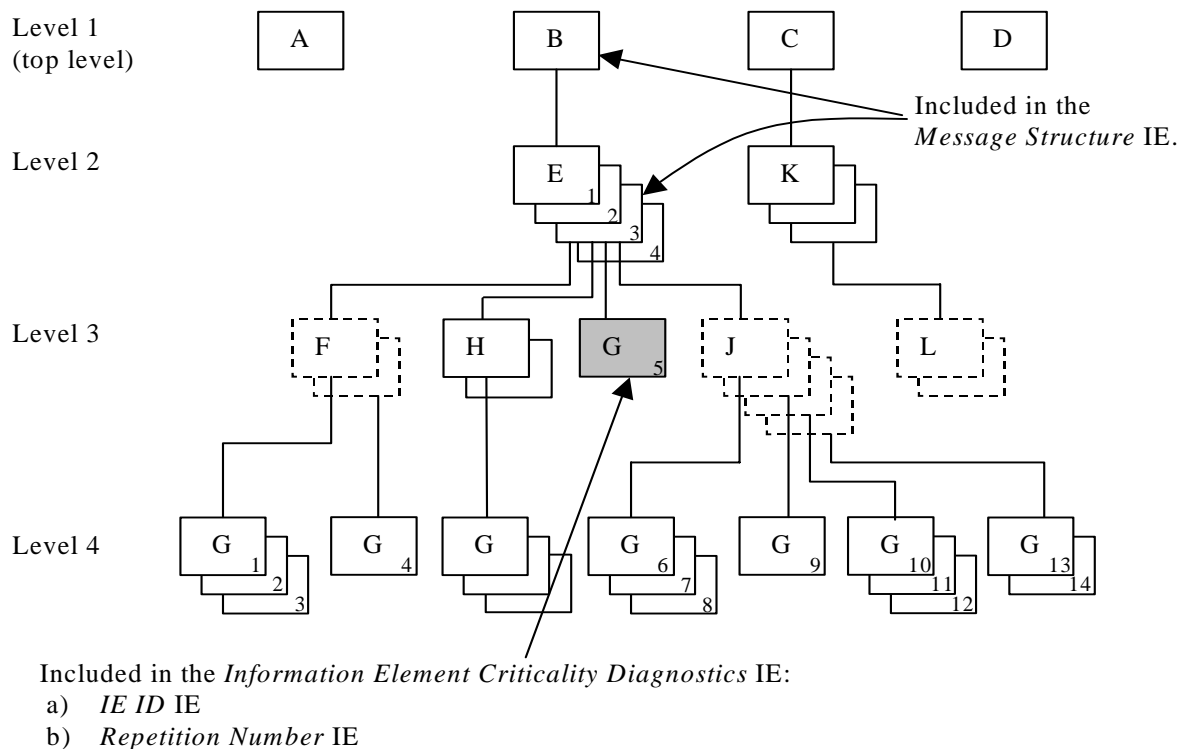 Level 1
(top level)
A
B
C
D
Included in the
Message Structure IE.
Level 2
E
1
2
3
4
K
Level 3
F
H
G
5
J
L
Level 4
G
1
2
3
G
4
G
G
6
7
8
G
9
G
10
11
12
G
13
14
Included in the Information Element Criticality Diagnostics IE:
a) IE ID IE
b) Repetition Number IE